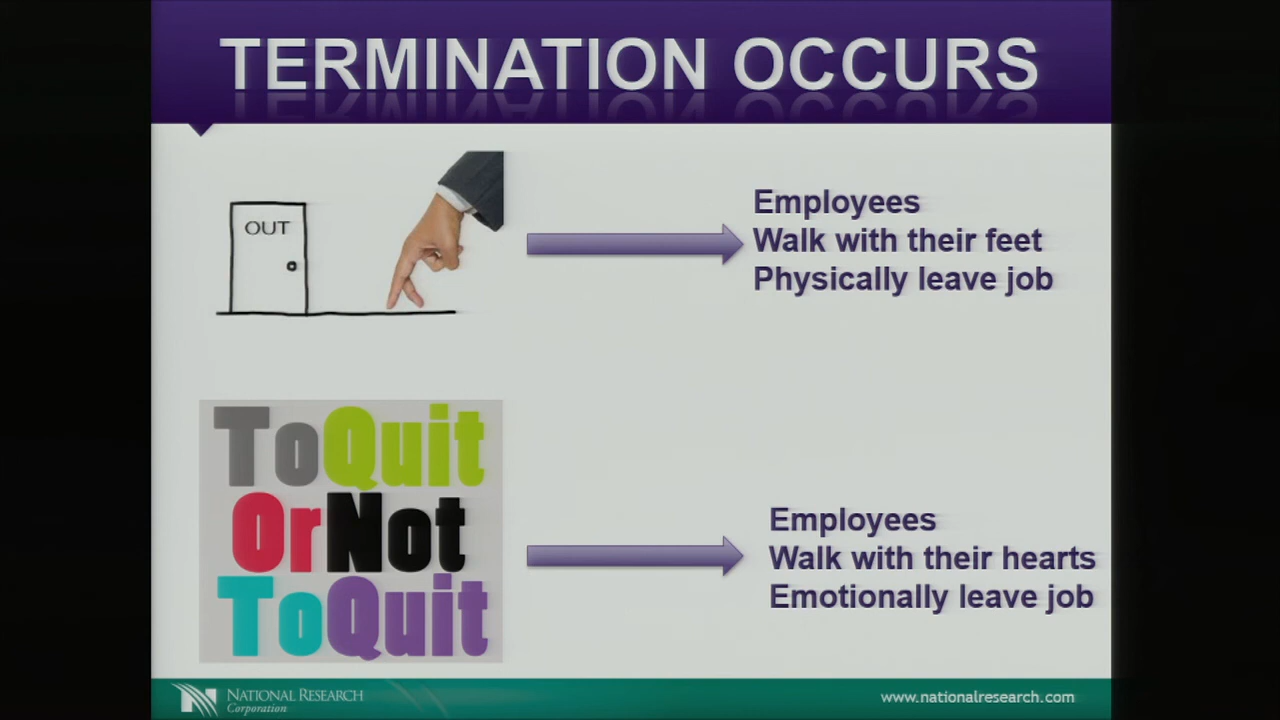 TERMINATION OCCURS
OUT
Employees
Walk with their feet
Physically leave job
ToQuit
OrNot
ToQuit
Employees
Walk with their hearts
Emotionally leave job
NATIONAL RESEARCH
Corporation
www.nationalresearch.com